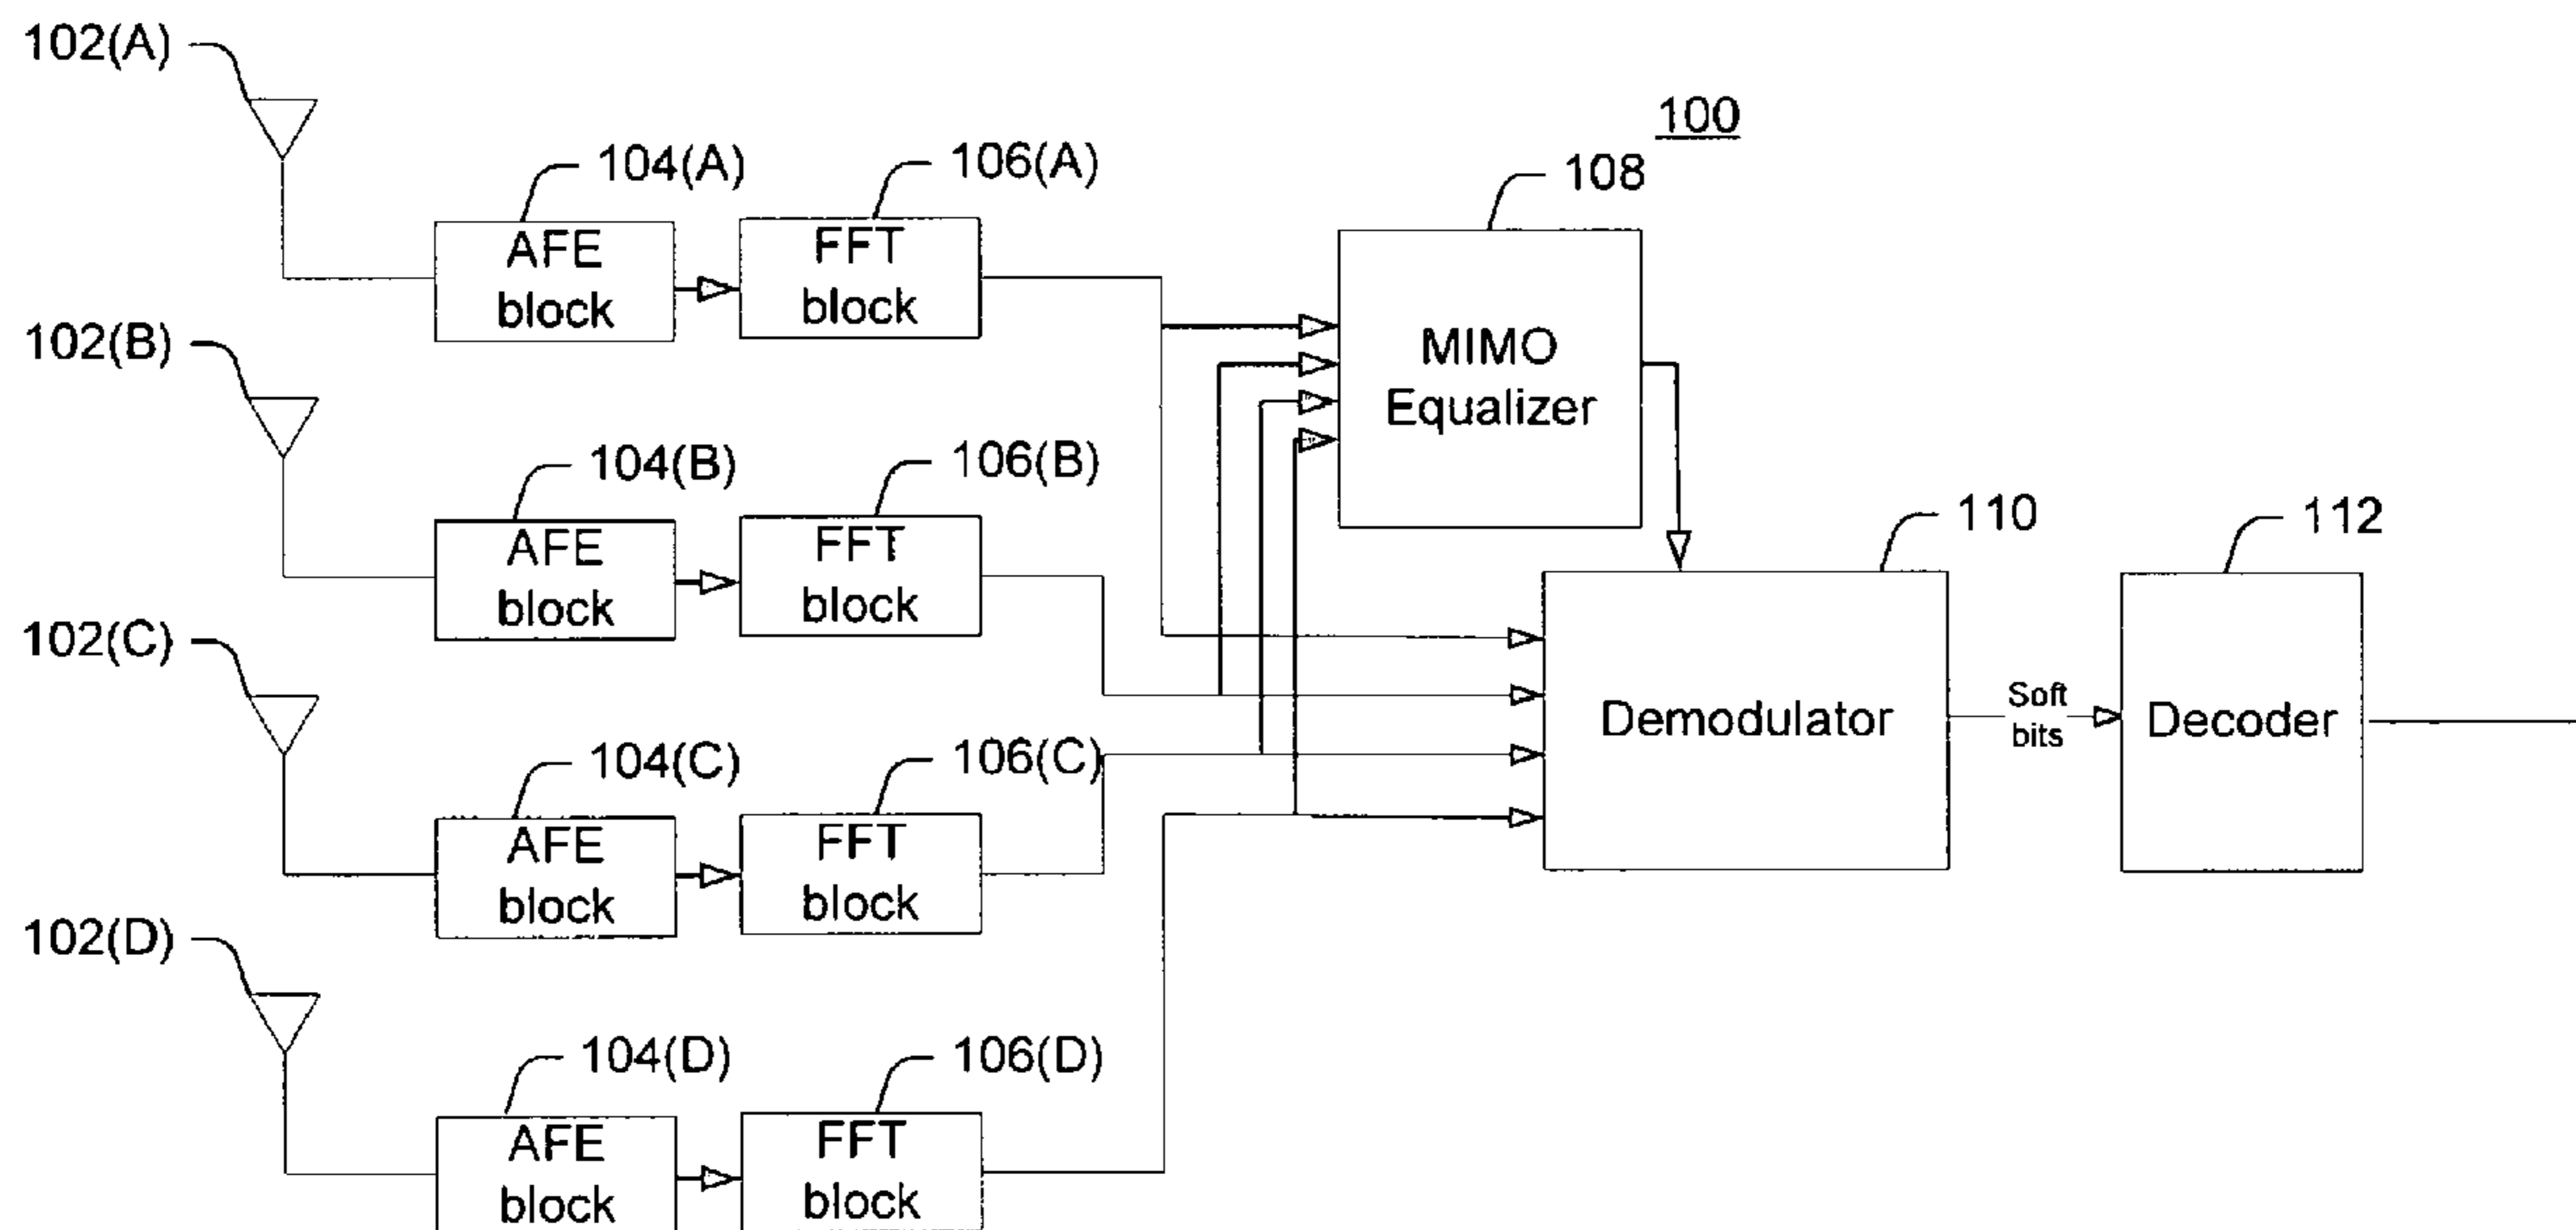 102(A)
100
104(A)
106(A)
108
AFE
block
FFT
block
MIMO
Equalizer
102(B)
104(B)
106(B)
AFE
block
FFT
block
110
112
102(C)
Demodulator
Soft
bits
Decoder
104(C)
106(C)
AFE
block
FFT
block
102(D)
104(D)
106(D)
AFE
block
FFT
block